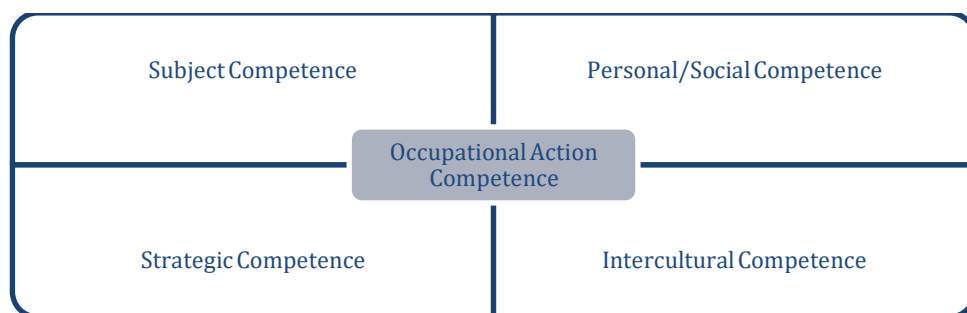 Subject Competence
Personal/Social Competence
Occupational Action
Competence
Strategic Competence
Intercultural Competence